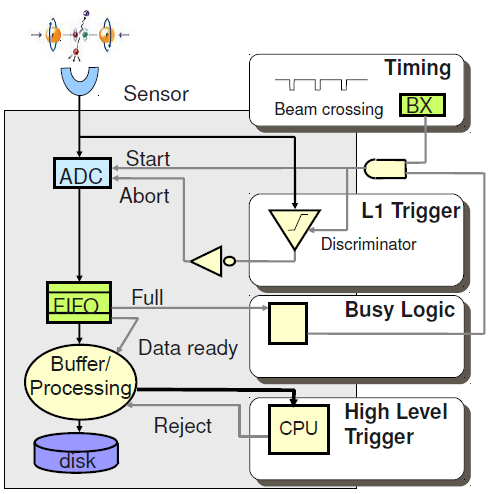 Timing
Sensor
Beam crossing
BX
Start
ADC
Abort
L1 Trigger
Discriminator
FIFO
Full
Busy Logic
Data ready
Buffer/
Processing
Reject
CPU
High Level
Trigger
disk